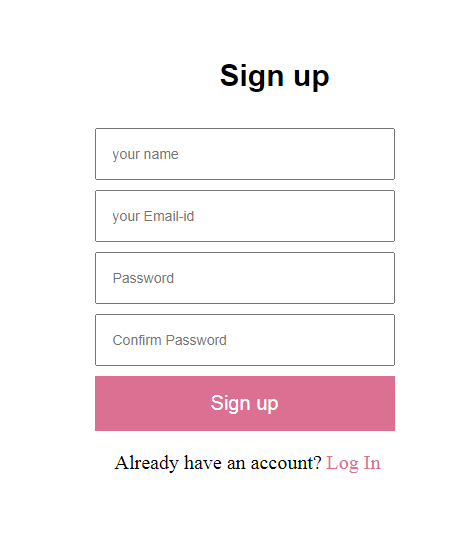 Sign up
your name
your Email-id
Password
Confirm Password
Sign up
Already have an account? Log In